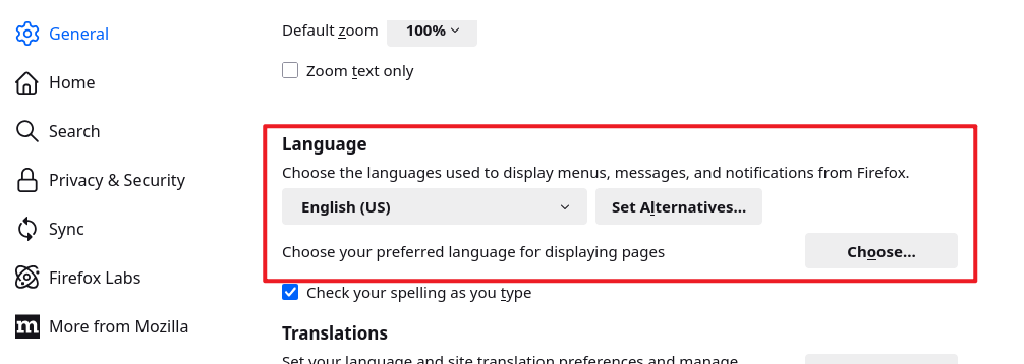 General
Home
Search
Privacy & Security
Sync
Firefox Labs
m More from Mozilla
Default zoom 100%
Zoom text only
Language
Choose the languages used to display menus, messages, and notifications from Firefox.
English (US) Set Alternatives...
Choose your preferred language for displaying pages Choose...
Check your spelling as you type
Translations
Set your language and site translation preferences and manage